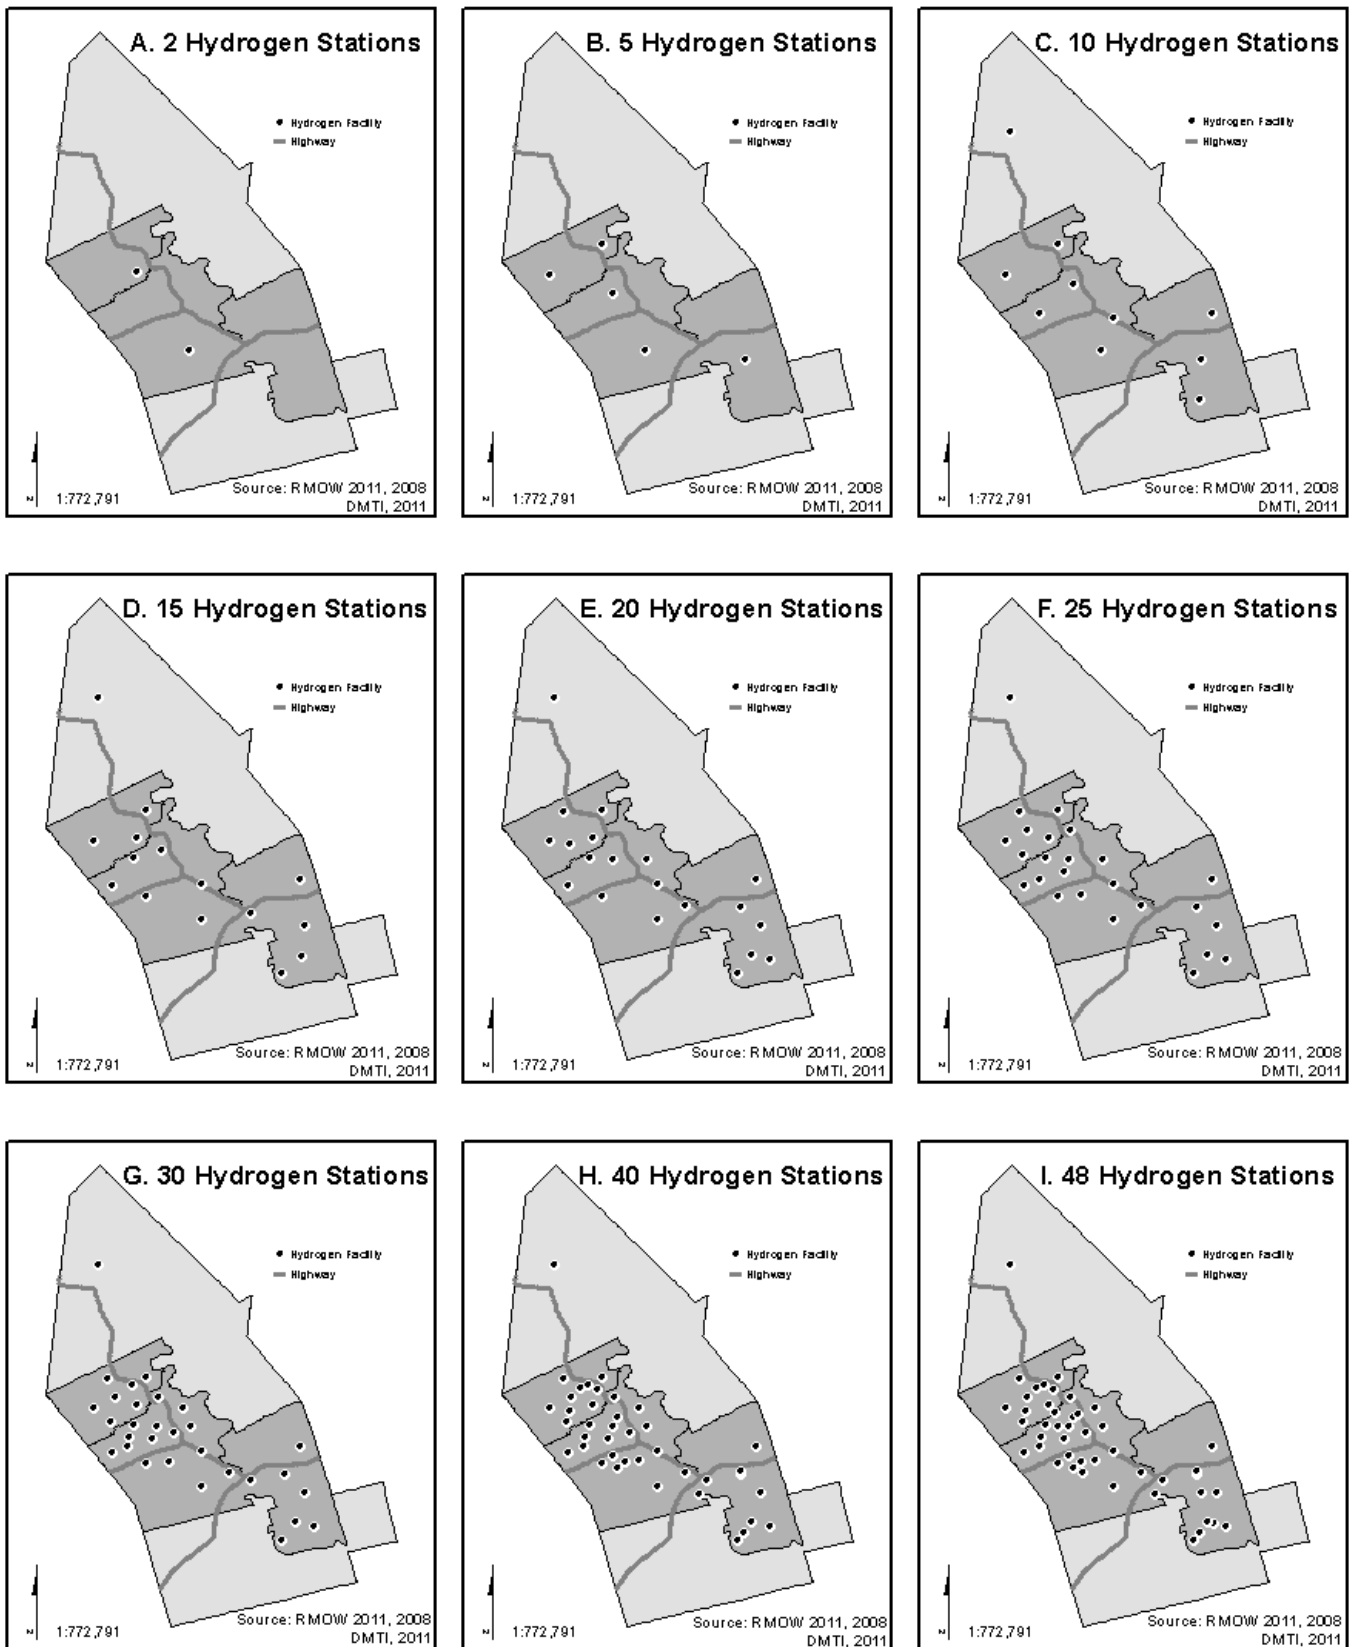 A. 2 Hydrogen Stations
Hydrogen Facility
Highway
N
1:772,791
Source: RMOW 2011, 2008
DMTI, 2011
B. 5 Hydrogen Stations
Hydrogen Facility
Highway
N
1:772,791
Source: RMOW 2011, 2008
DMTI, 2011
C. 10 Hydrogen Stations
Hydrogen Facility
Highway
N
1:772,791
Source: RMOW 2011, 2008
DMTI, 2011
D. 15 Hydrogen Stations
Hydrogen Facility
Highway
N
1:772,791
Source: RMOW 2011, 2008
DMTI, 2011
E. 20 Hydrogen Stations
Hydrogen Facility
Highway
N
1:772,791
Source: RMOW 2011, 2008
DMTI, 2011
F. 25 Hydrogen Stations
Hydrogen Facility
Highway
N
1:772,791
Source: RMOW 2011, 2008
DMTI, 2011
G. 30 Hydrogen Stations
Hydrogen Facility
Highway
N
1:772,791
Source: RMOW 2011, 2008
DMTI, 2011
H. 40 Hydrogen Stations
Hydrogen Facility
Highway
N
1:772,791
Source: RMOW 2011, 2008
DMTI, 2011
I. 48 Hydrogen Stations
Hydrogen Facility
Highway
N
1:772,791
Source: RMOW 2011, 2008
DMTI, 2011